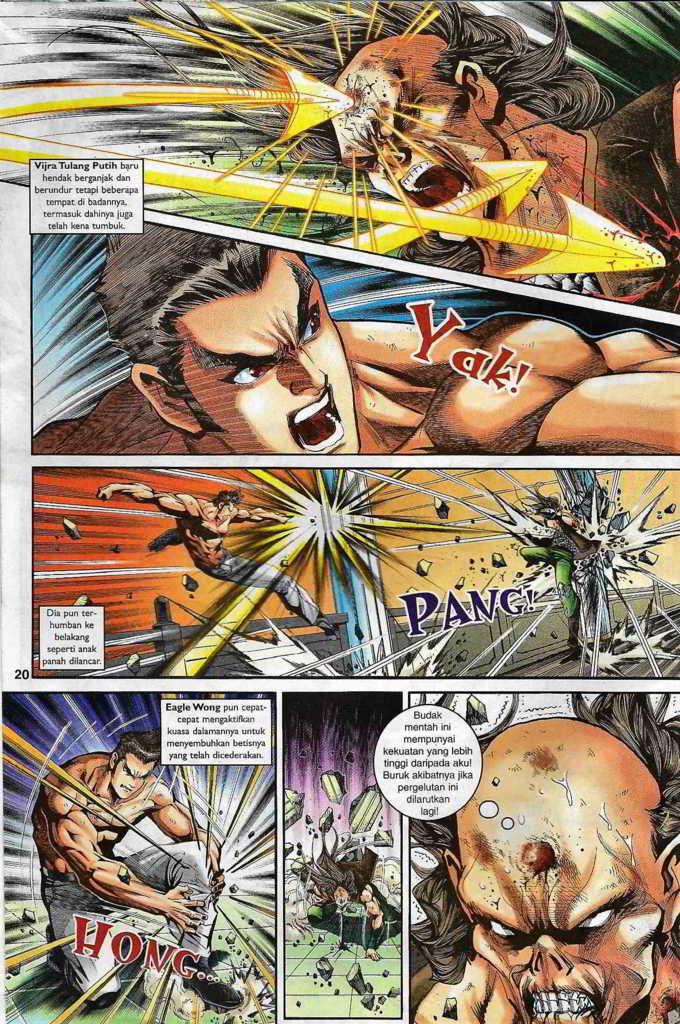 Vijra Tulang Putih baru
hendak berganjak dan
berundur tetapi beberapa
tempat di badannya,
termasuk dahinya juga
telah kena tumbuk.
Yak!
PANG!
Dia pun ter-
humban ke
belakang
seperti anak
panah dilancar.
20
Eagle Wong pun cepat-
cepat mengaktifkan
kuasa dalamannya untuk
menyembuhkan betisnya
yang telah dicederakan.
HONG...
Budak
mentah ini
mempunyai
kekuatan yang lebih
tinggi daripada aku!
Buruk akibatnya jika
pergelutan ini
dilarutkan
lagi!